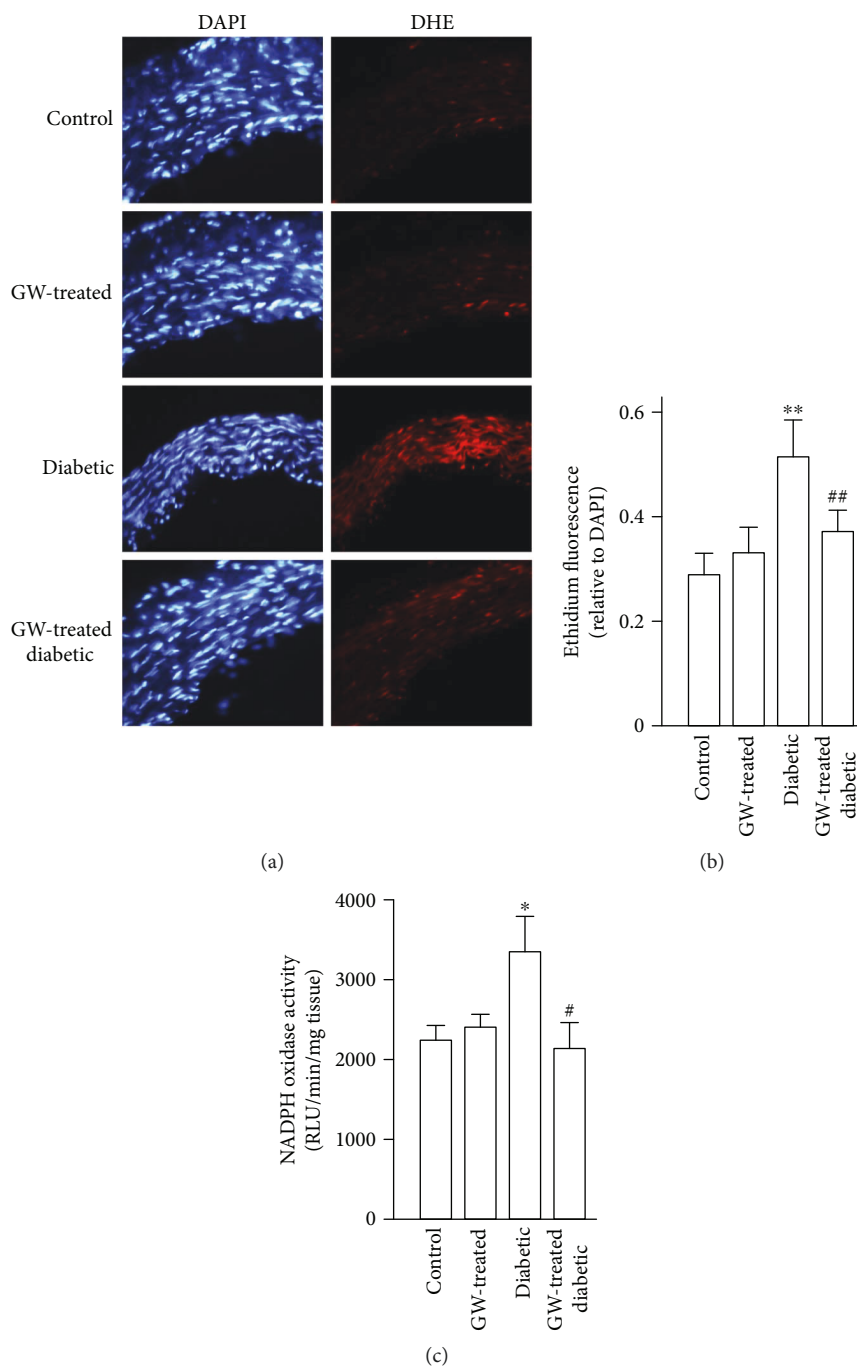 DAPI
DHE
Control
GW-treated
Diabetic
GW-treated
diabetic
(a)
Ethidium fluorescence
(relative to DAPI)
0.6
0.4
0.2
0
**
##
Control
GW-treated
Diabetic
GW-treated
diabetic
(b)
NADPH oxidase activity
(RLU/min/mg tissue)
4000
3000
2000
1000
0
*
#
Control
GW-treated
Diabetic
GW-treated
diabetic
(c)